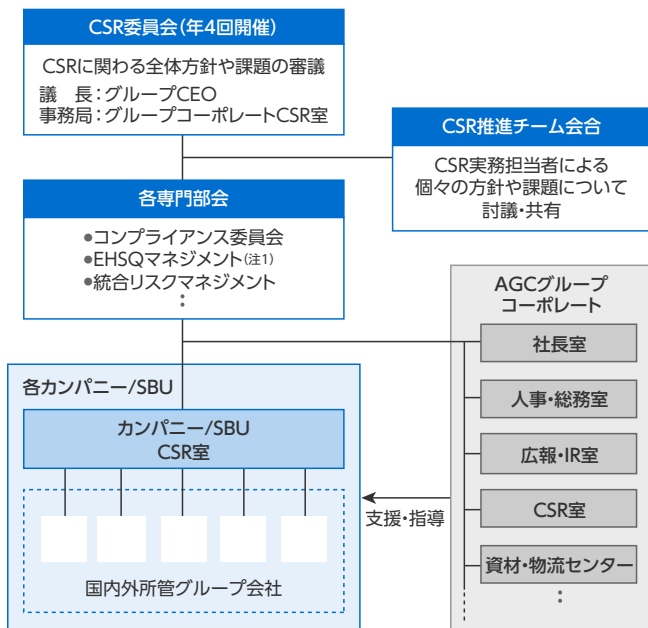 CSR委員会(年4回開催)
CSRに関わる全体方針や課題の審議
議　長：グループCEO
事務局：グループコーポレートCSR室
CSR推進チーム会合
CSR実務担当者による
個々の方針や課題について
討議・共有
各専門部会
●コンプライアンス委員会
●EHSQマネジメント(注1)
●統合リスクマネジメント
：
AGCグループ
コーポレート
社長室
人事・総務室
広報・IR室
CSR室
資材・物流センター
：
各カンパニー/SBU
カンパニー/SBU
CSR室
支援・指導
国内外所管グループ会社